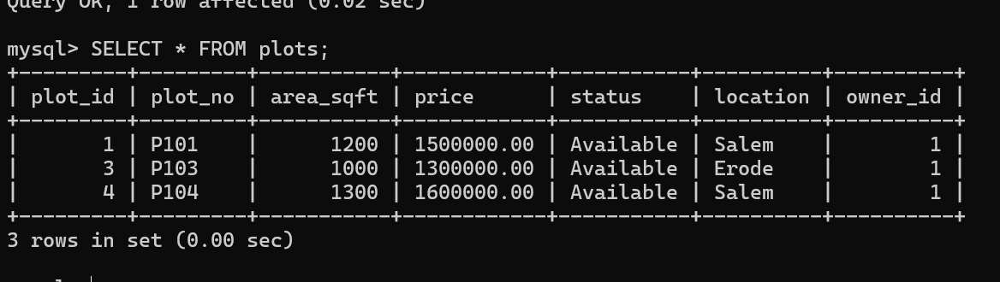 Query OK, 1 row affected (0.02 sec)
mysql> SELECT * FROM plots;
+---------+---------+-----------+------------+-----------+----------+----------+
| plot_id | plot_no | area_sqft | price      | status    | location | owner_id |
+---------+---------+-----------+------------+-----------+----------+----------+
|       1 | P101    |      1200 | 1500000.00 | Available | Salem    |        1 |
|       3 | P103    |      1000 | 1300000.00 | Available | Erode    |        1 |
|       4 | P104    |      1300 | 1600000.00 | Available | Salem    |        1 |
+---------+---------+-----------+------------+-----------+----------+----------+
3 rows in set (0.00 sec)